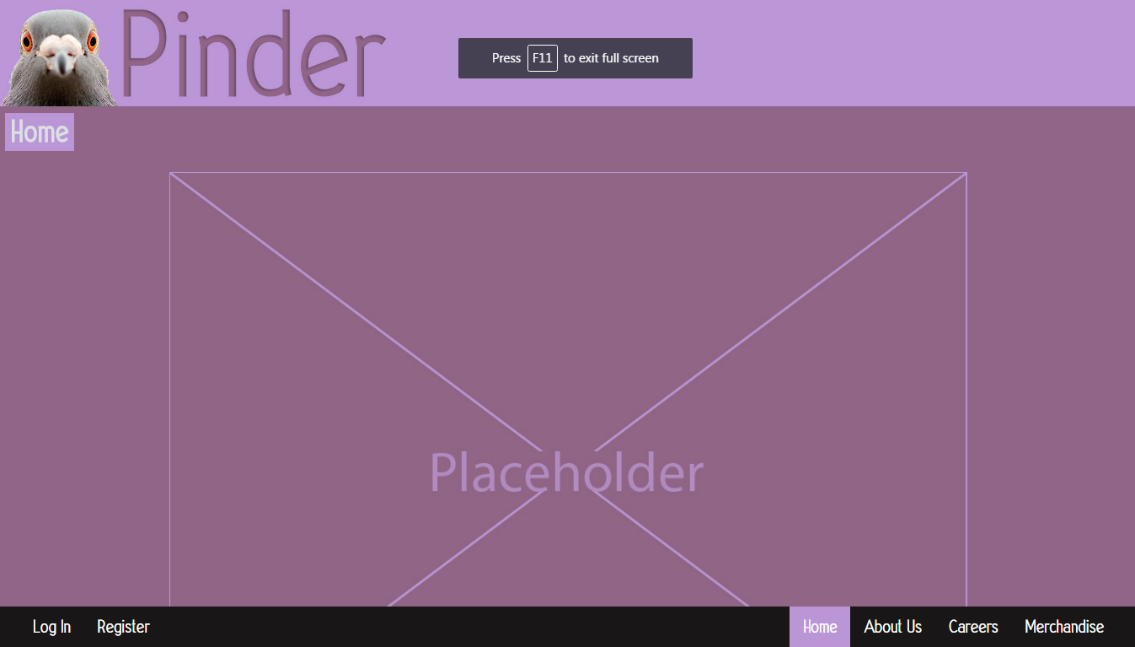 Pinder
Press F11 to exit full screen
Home
Placeholder
Log In Register Home About Us Careers Merchandise